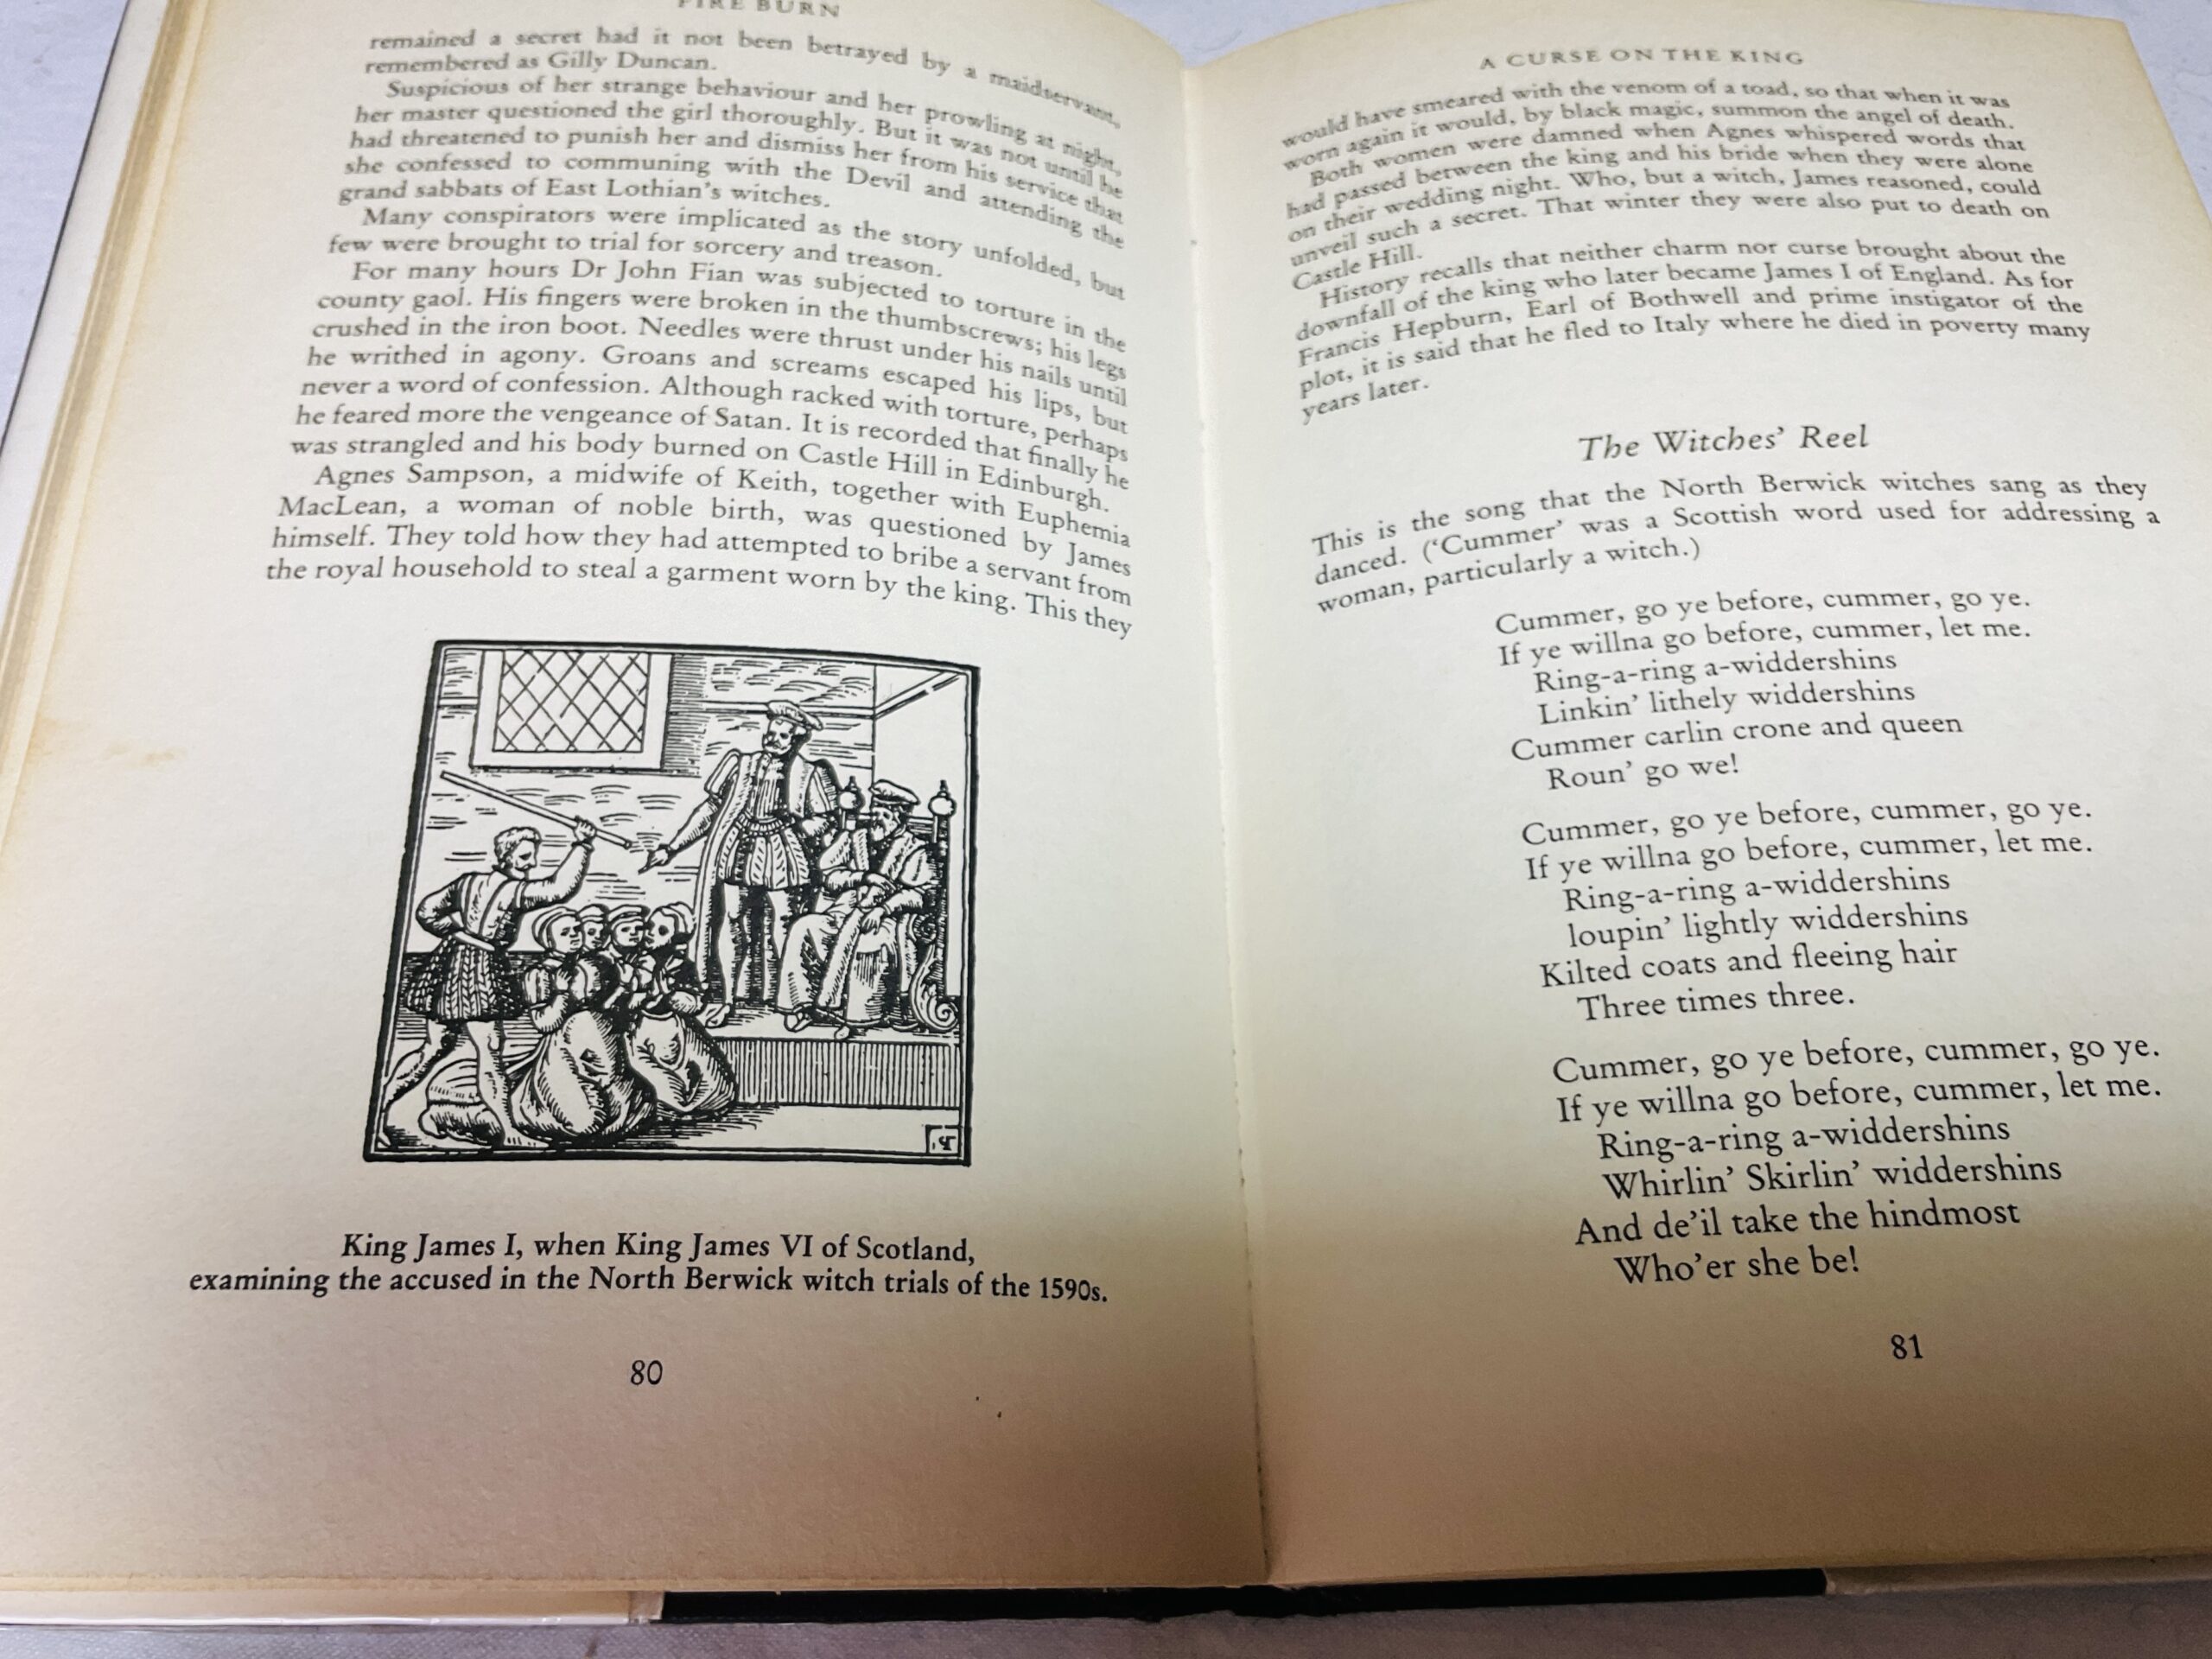 FIRE BURN
remained a secret had it not been betrayed by a maidservant,
remembered as Gilly Duncan.
Suspicious of her strange behaviour and her prowling at night,
her master questioned the girl thoroughly. But it was not until he
had threatened to punish her and dismiss her from his service that
she confessed to communing with the Devil and attending the
grand sabbats of East Lothian's witches.
Many conspirators were implicated as the story unfolded, but
few were brought to trial for sorcery and treason.
For many hours Dr John Fian was subjected to torture in the
county gaol. His fingers were broken in the thumbscrews; his legs
crushed in the iron boot. Needles were thrust under his nails until
he writhed in agony. Groans and screams escaped his lips, but
never a word of confession. Although racked with torture, perhaps
he feared more the vengeance of Satan. It is recorded that finally he
was strangled and his body burned on Castle Hill in Edinburgh.
Agnes Sampson, a midwife of Keith, together with Euphemia
MacLean, a woman of noble birth, was questioned by James
himself. They told how they had attempted to bribe a servant from
the royal household to steal a garment worn by the king. This they
King James I, when King James VI of Scotland,
examining the accused in the North Berwick witch trials of the 1590s.
80
A CURSE ON THE KING
would have smeared with the venom of a toad, so that when it was
worn again it would, by black magic, summon the angel of death.
Both women were damned when Agnes whispered words that
had passed between the king and his bride when they were alone
on their wedding night. Who, but a witch, James reasoned, could
unveil such a secret. That winter they were also put to death on
Castle Hill.
History recalls that neither charm nor curse brought about the
downfall of the king who later became James I of England. As for
Francis Hepburn, Earl of Bothwell and prime instigator of the
plot, it is said that he fled to Italy where he died in poverty many
years later.
The Witches' Reel
This is the song that the North Berwick witches sang as they
danced. ('Cummer' was a Scottish word used for addressing a
woman, particularly a witch.)
Cummer, go ye before, cummer, go ye.
If ye willna go before, cummer, let me.
Ring-a-ring a-widdershins
Linkin' lithely widdershins
Cummer carlin crone and queen
Roun' go we!
Cummer, go ye before, cummer, go ye.
If ye willna go before, cummer, let me.
Ring-a-ring a-widdershins
loupin' lightly widdershins
Kilted coats and fleeing hair
Three times three.
Cummer, go ye before, cummer, go ye.
If ye willna go before, cummer, let me.
Ring-a-ring a-widdershins
Whirlin' Skirlin' widdershins
And de'il take the hindmost
Who'er she be!
81